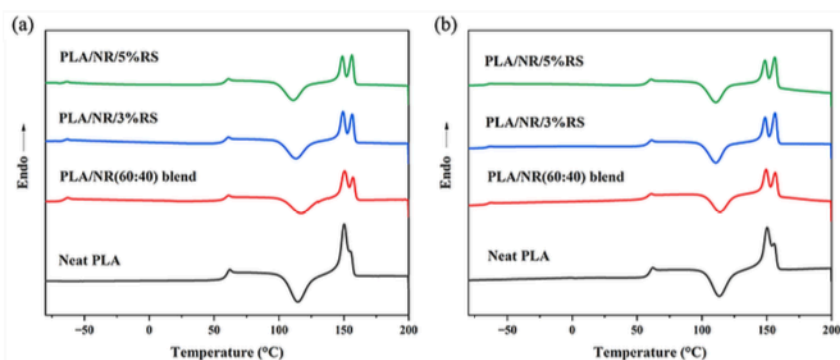 (a)
PLA/NR/5%RS
PLA/NR/3%RS
PLA/NR(60:40) blend
Neat PLA
Endo
−50 0 50 100 150 200
Temperature (°C)
(b)
PLA/NR/5%RS
PLA/NR/3%RS
PLA/NR(60:40) blend
Neat PLA
Endo
−50 0 50 100 150 200
Temperature (°C)